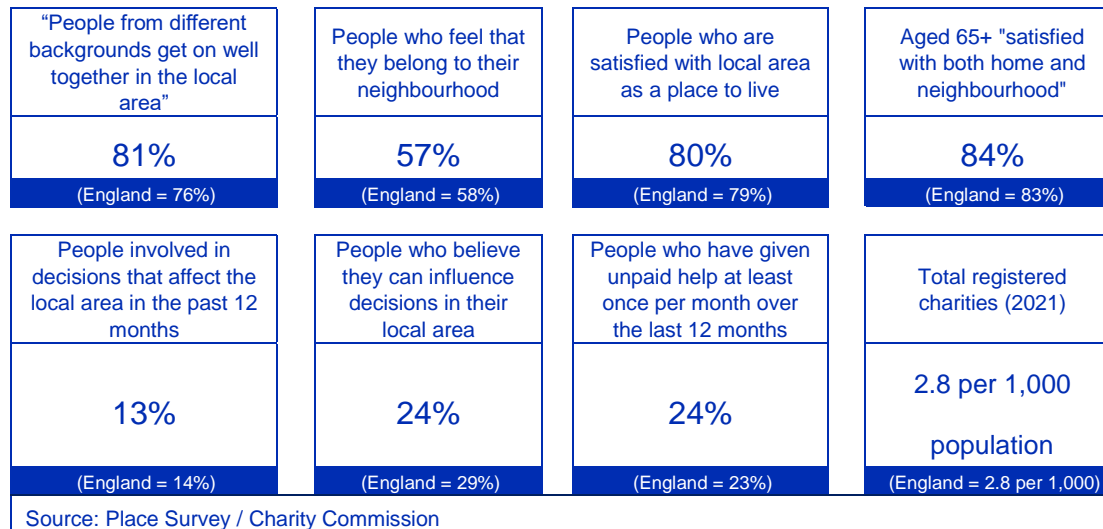 “People from different
backgrounds get on well
together in the local
area”
81%
(England = 76%)
People who feel that
they belong to their
neighbourhood
57%
(England = 58%)
People who are
satisfied with local area
as a place to live
80%
(England = 79%)
Aged 65+ "satisfied
with both home and
neighbourhood"
84%
(England = 83%)
People involved in
decisions that affect the
local area in the past 12
months
13%
(England = 14%)
People who believe
they can influence
decisions in their
local area
24%
(England = 29%)
People who have given
unpaid help at least
once per month over
the last 12 months
24%
(England = 23%)
Total registered
charities (2021)
2.8 per 1,000
population
(England = 2.8 per 1,000)
Source: Place Survey / Charity Commission